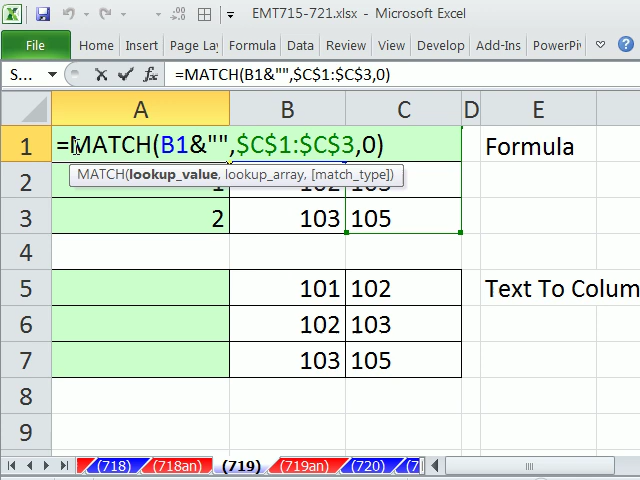 EMT715-721.xlsx - Microsoft Excel
File Home Insert Page La Formula Data Review View Develop Add-Ins PowerPi
S... fx =MATCH(B1&"",$C$1:$C$3,0)
A B C D E
1 =MATCH(B1&"",$C$1:$C$3,0) Formula
MATCH(lookup_value, lookup_array, [match_type])
2 1 102 103
3 2 103 105
4
5 101 102 Text To Colum
6 102 103
7 103 105
8
9
(718) (718an) (719) (719an) (720) (7